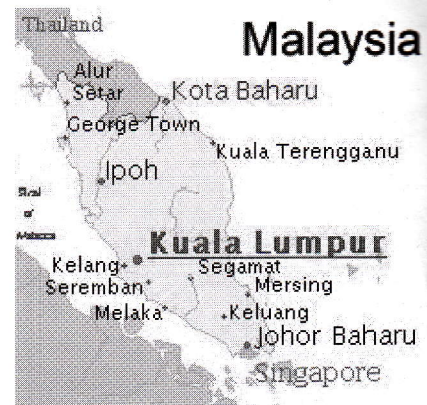 Thailand
Malaysia
Alur
Setar
Kota Baharu
George Town
Kuala Terengganu
Ipoh
of
Kuala Lumpur
Kelang
Segamat
Seremban
Mersing
Melaka
Keluang
Johor Baharu
Singapore